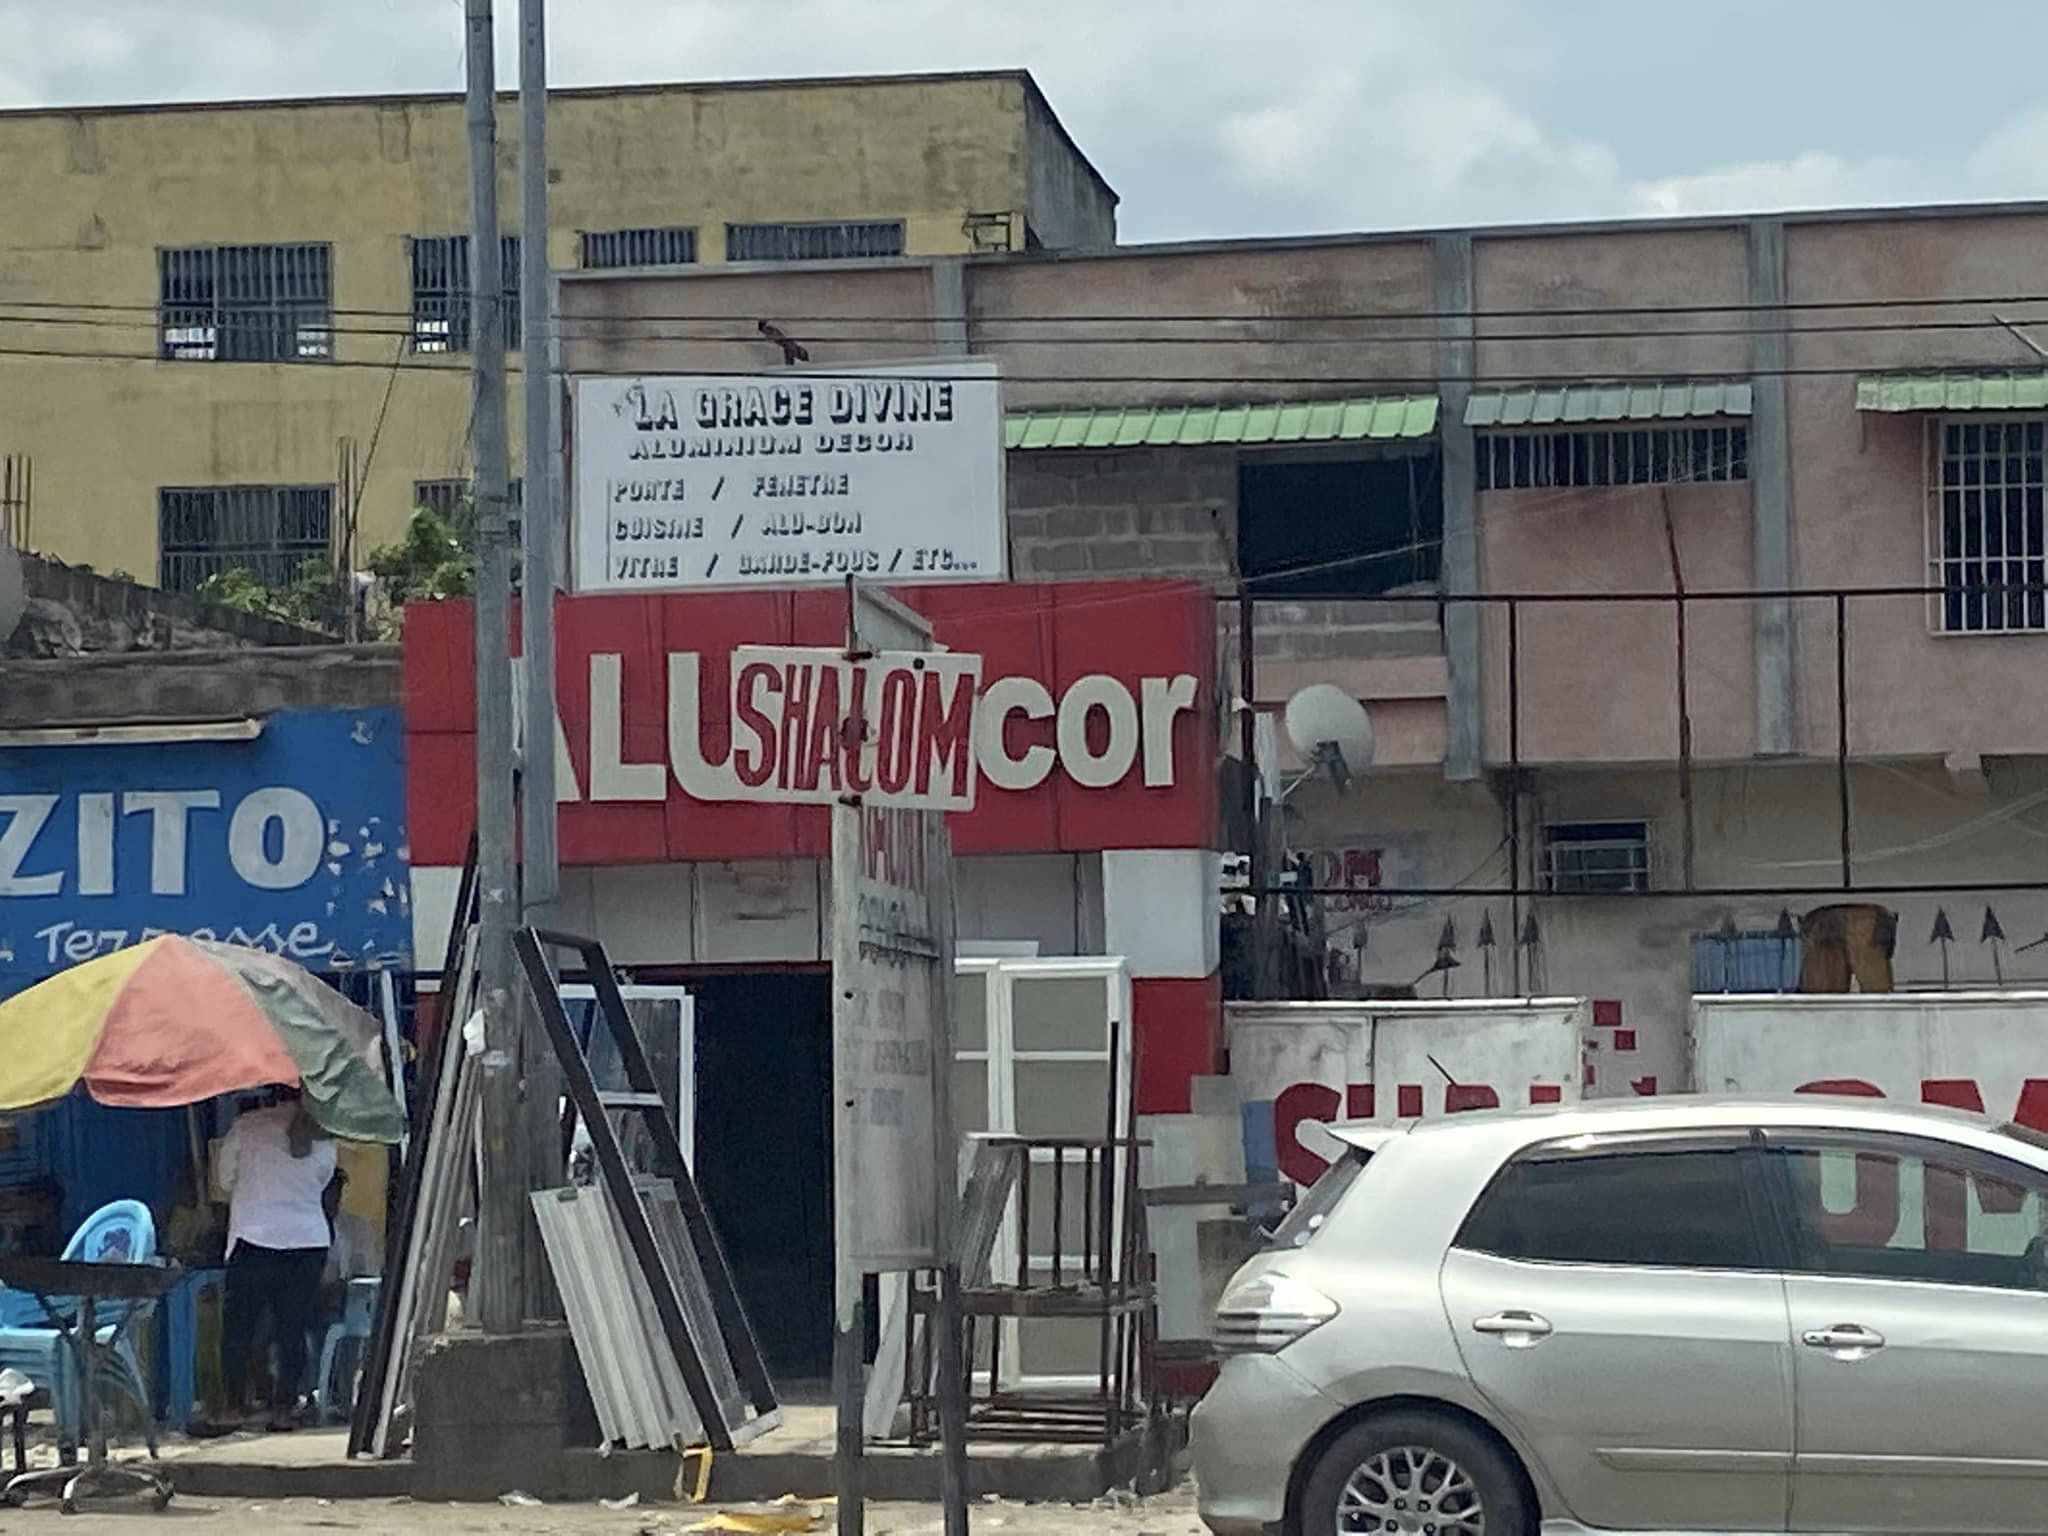 LA GRACE DIVINE
ALUMINIUM DECOR
PORTE / FENETRE
CUISINE / ALU-BON
VITRE / GARDE-FOUS / ETC...
ALU
cor
SHALOM
ZITO
Terrasse
OM